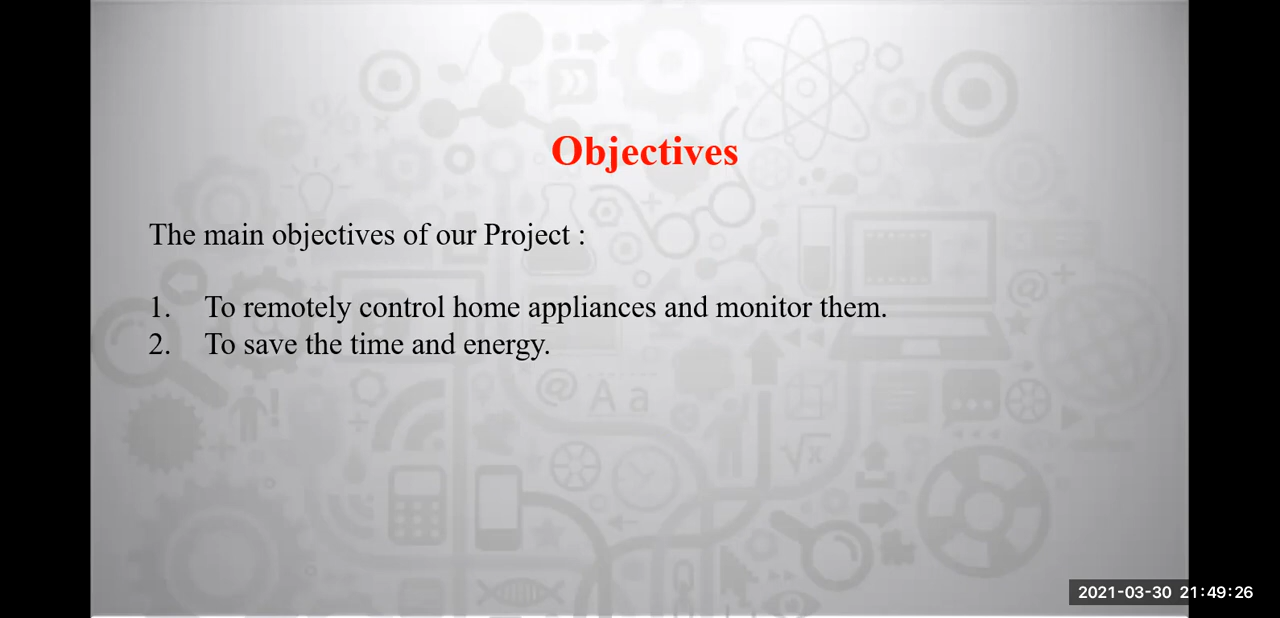 Objectives
The main objectives of our Project :
1. To remotely control home appliances and monitor them.
2. To save the time and energy.
@
@ A a
√x
2021-03-30 21:49:26